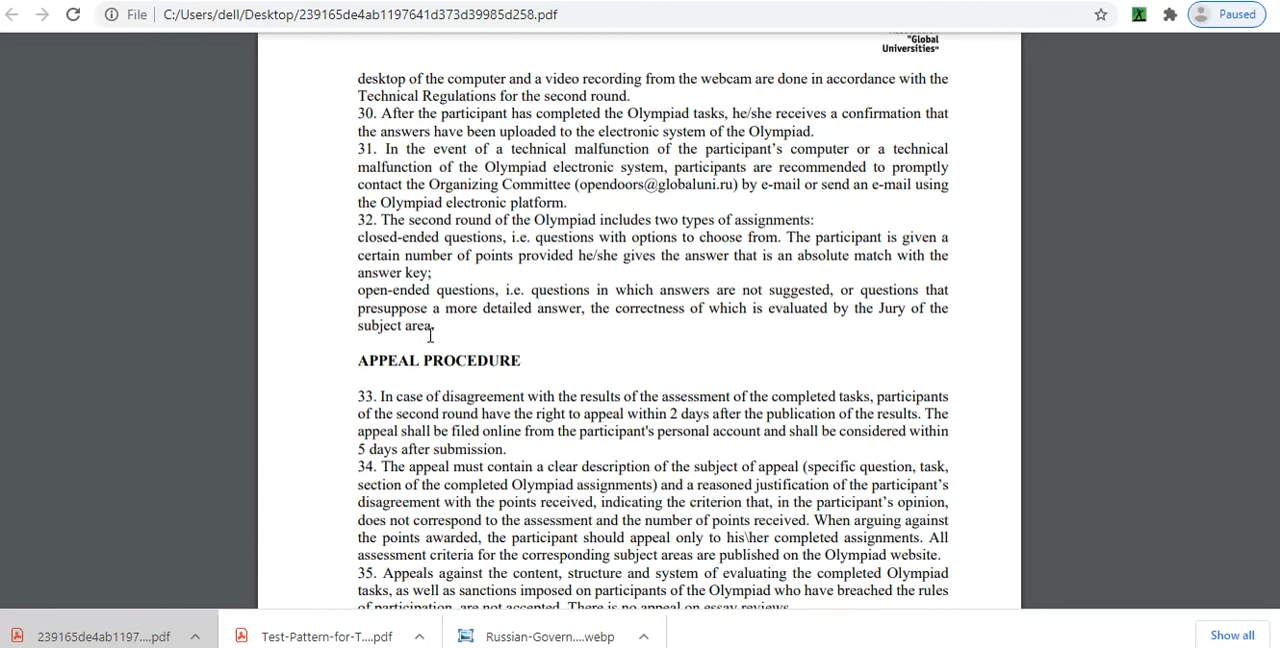 File
C:/Users/dell/Desktop/239165de4ab1197641d373d39985d258.pdf
Paused
"Global
Universities"
desktop of the computer and a video recording from the webcam are done in accordance with the
Technical Regulations for the second round.
30. After the participant has completed the Olympiad tasks, he/she receives a confirmation that
the answers have been uploaded to the electronic system of the Olympiad.
31. In the event of a technical malfunction of the participant's computer or a technical
malfunction of the Olympiad electronic system, participants are recommended to promptly
contact the Organizing Committee (opendoors@globaluni.ru) by e-mail or send an e-mail using
the Olympiad electronic platform.
32. The second round of the Olympiad includes two types of assignments:
closed-ended questions, i.e. questions with options to choose from. The participant is given a
certain number of points provided he/she gives the answer that is an absolute match with the
answer key;
open-ended questions, i.e. questions in which answers are not suggested, or questions that
presuppose a more detailed answer, the correctness of which is evaluated by the Jury of the
subject area.
APPEAL PROCEDURE
33. In case of disagreement with the results of the assessment of the completed tasks, participants
of the second round have the right to appeal within 2 days after the publication of the results. The
appeal shall be filed online from the participant's personal account and shall be considered within
5 days after submission.
34. The appeal must contain a clear description of the subject of appeal (specific question, task,
section of the completed Olympiad assignments) and a reasoned justification of the participant's
disagreement with the points received, indicating the criterion that, in the participant's opinion,
does not correspond to the assessment and the number of points received. When arguing against
the points awarded, the participant should appeal only to his\her completed assignments. All
assessment criteria for the corresponding subject areas are published on the Olympiad website.
35. Appeals against the content, structure and system of evaluating the completed Olympiad
tasks, as well as sanctions imposed on participants of the Olympiad who have breached the rules
of participation, are not accepted. There is no appeal on essay reviews.
239165de4ab1197....pdf
Test-Pattern-for-T....pdf
Russian-Govern....webp
Show all